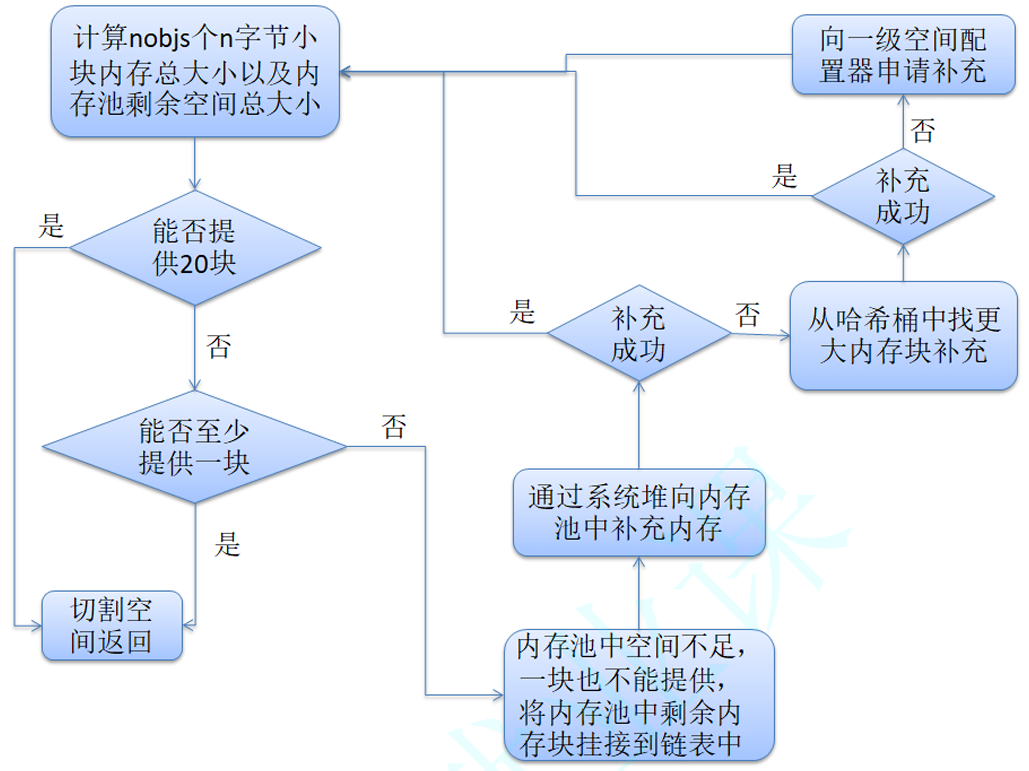 计算nobjs个n字节小
块内存总大小以及内
存池剩余空间总大小
是
能否提
供20块
否
能否至少
提供一块
否
是
切割空
间返回
内存池中空间不足，
一块也不能提供，
将内存池中剩余内
存块挂接到链表中
通过系统堆向内存
池中补充内存
是
补充
成功
否
从哈希桶中找更
大内存块补充
是
补充
成功
否
向一级空间配
置器申请补充